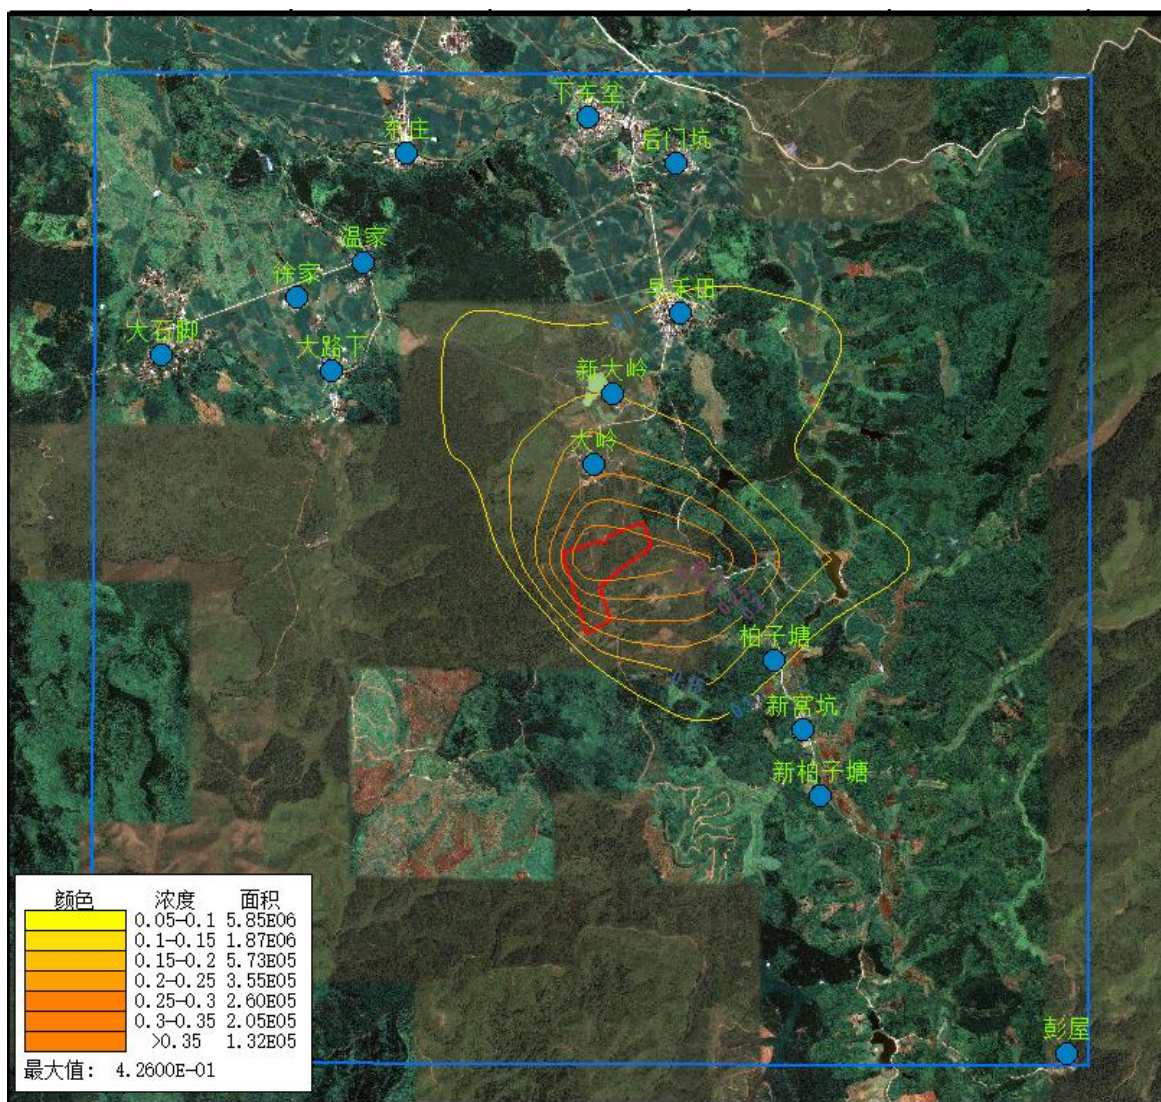 下东垄
东庄
后门坑
温家
徐家
旱禾田
大石脚
大路下
新大岭
大岭
柏子塘
新富坑
新柏子塘
彭屋
颜色 浓度 面积
0.05-0.1 5.85E06
0.1-0.15 1.87E06
0.15-0.2 5.73E05
0.2-0.25 3.55E05
0.25-0.3 2.60E05
0.3-0.35 2.05E05
>0.35 1.32E05
最大值: 4.2600E-01